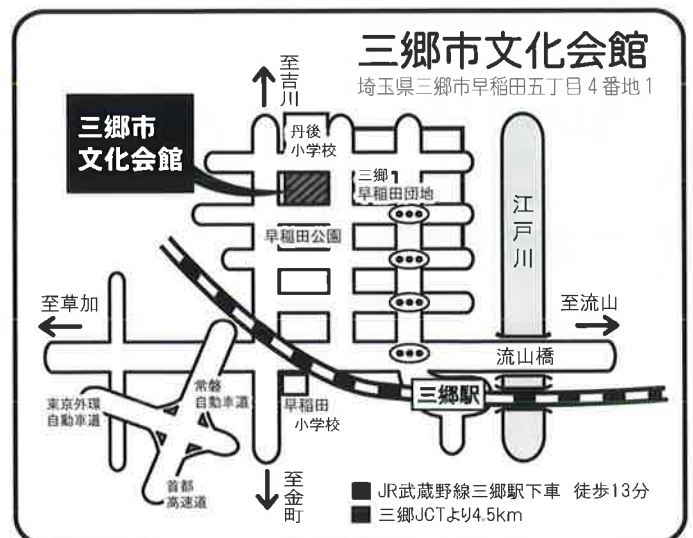 三郷市文化会館
埼玉県三郷市早稲田五丁目4番地1
至吉川
三郷市
文化会館
丹後
小学校
三郷
早稲田団地
早稲田公園
江戸川
至草加
至流山
流山橋
常磐
自動車道
東京外環
自動車道
早稲田
小学校
三郷駅
首都
高速道
至金町
JR武蔵野線三郷駅下車 徒歩13分
三郷JCTより4.5km